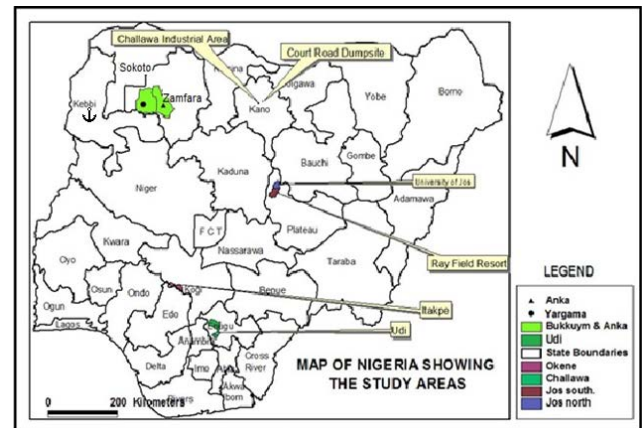 Challawa Industrial Area
Court Road Dumpsite
Sokoto
Zamfara
Kebbi
Kano
Yobe
Borno
Niger
Kaduna
Bauchi
Gombe
Adamawa
University of Jos
Plateau
FCT
Nassarawa
Taraba
Ray Field Resort
Kwara
Oyo
Osun
Ondo
Ogun
Lagos
Kogi
Benue
Itakpe
Edo
Udi
Delta
Imo
Cross
River
Akwa
MAP OF NIGERIA SHOWING
THE STUDY AREAS
0 200 Kilometers
N
LEGEND
Anka
Yargama
Bukkuym & Anka
Udi
State Boundaries
Okene
Challawa
Jos south.
Jos north